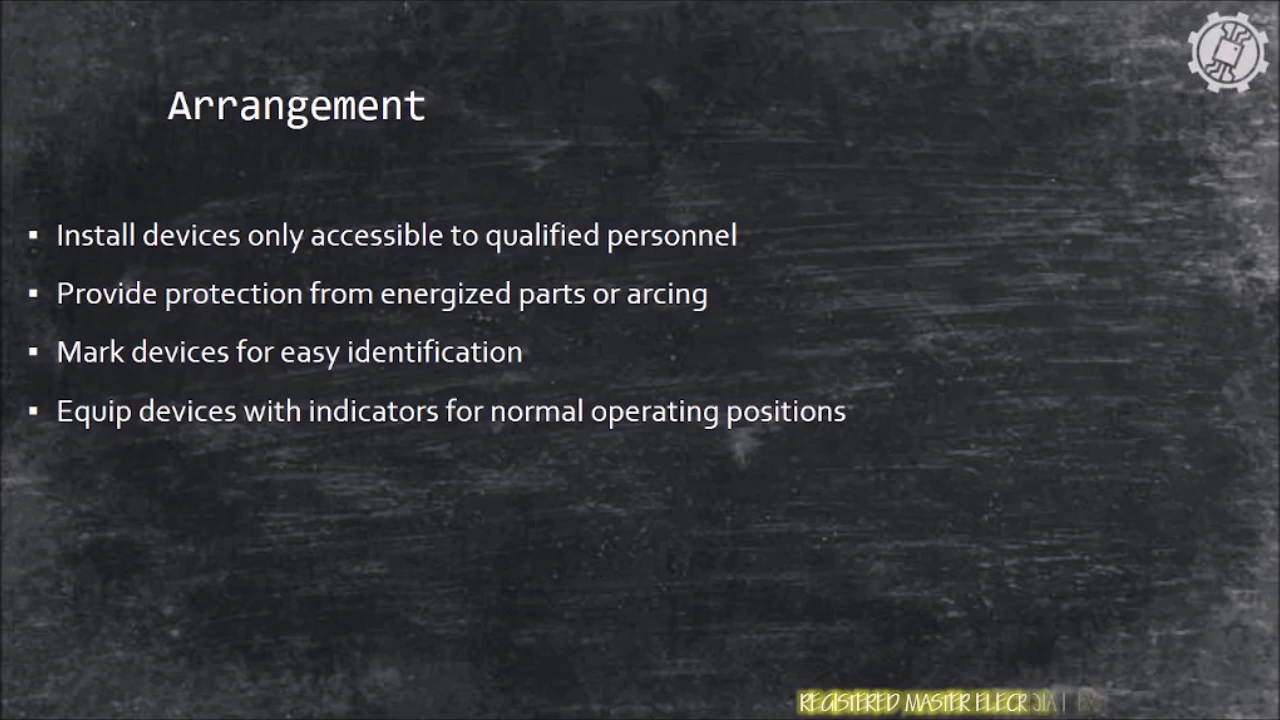 Arrangement
▪ Install devices only accessible to qualified personnel
▪ Provide protection from energized parts or arcing
▪ Mark devices for easy identification
▪ Equip devices with indicators for normal operating positions
REGISTERED MASTER